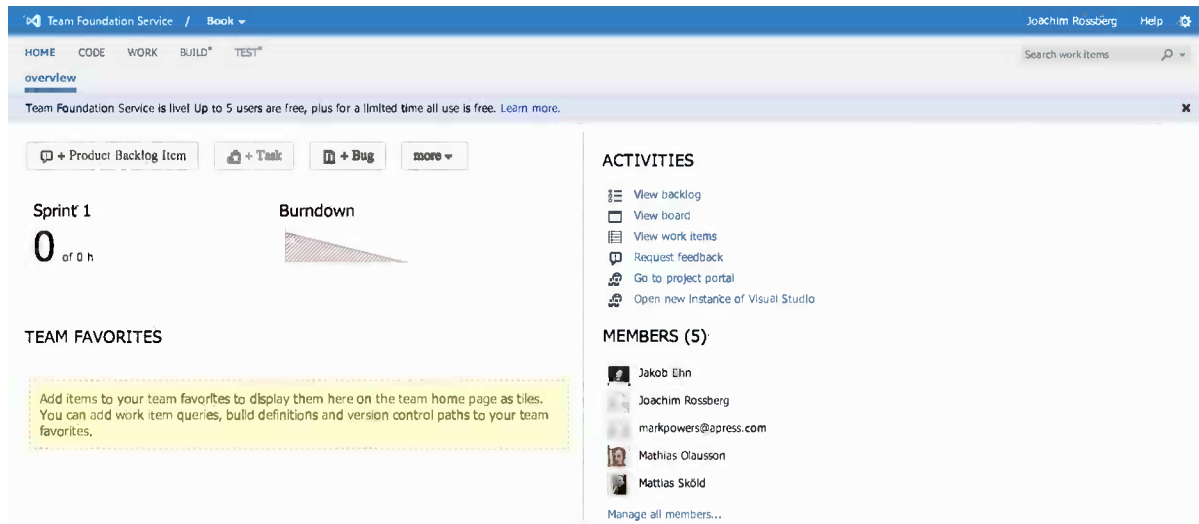 Team Foundation Service / Book
Joachim Rossberg Help
HOME CODE WORK BUILD* TEST*
Search work items
overview
Team Foundation Service is live! Up to 5 users are free, plus for a limited time all use is free. Learn more.
+ Product Backlog Item + Task + Bug more
Sprint 1
0 of 0 h
Burndown
TEAM FAVORITES
Add items to your team favorites to display them here on the team home page as tiles.
You can add work item queries, build definitions and version control paths to your team
favorites.
ACTIVITIES
View backlog
View board
View work items
Request feedback
Go to project portal
Open new Instance of Visual Studio
MEMBERS (5)
Jakob Ehn
Joachim Rossberg
markpowers@apress.com
Mathias Olausson
Mattias Sköld
Manage all members...